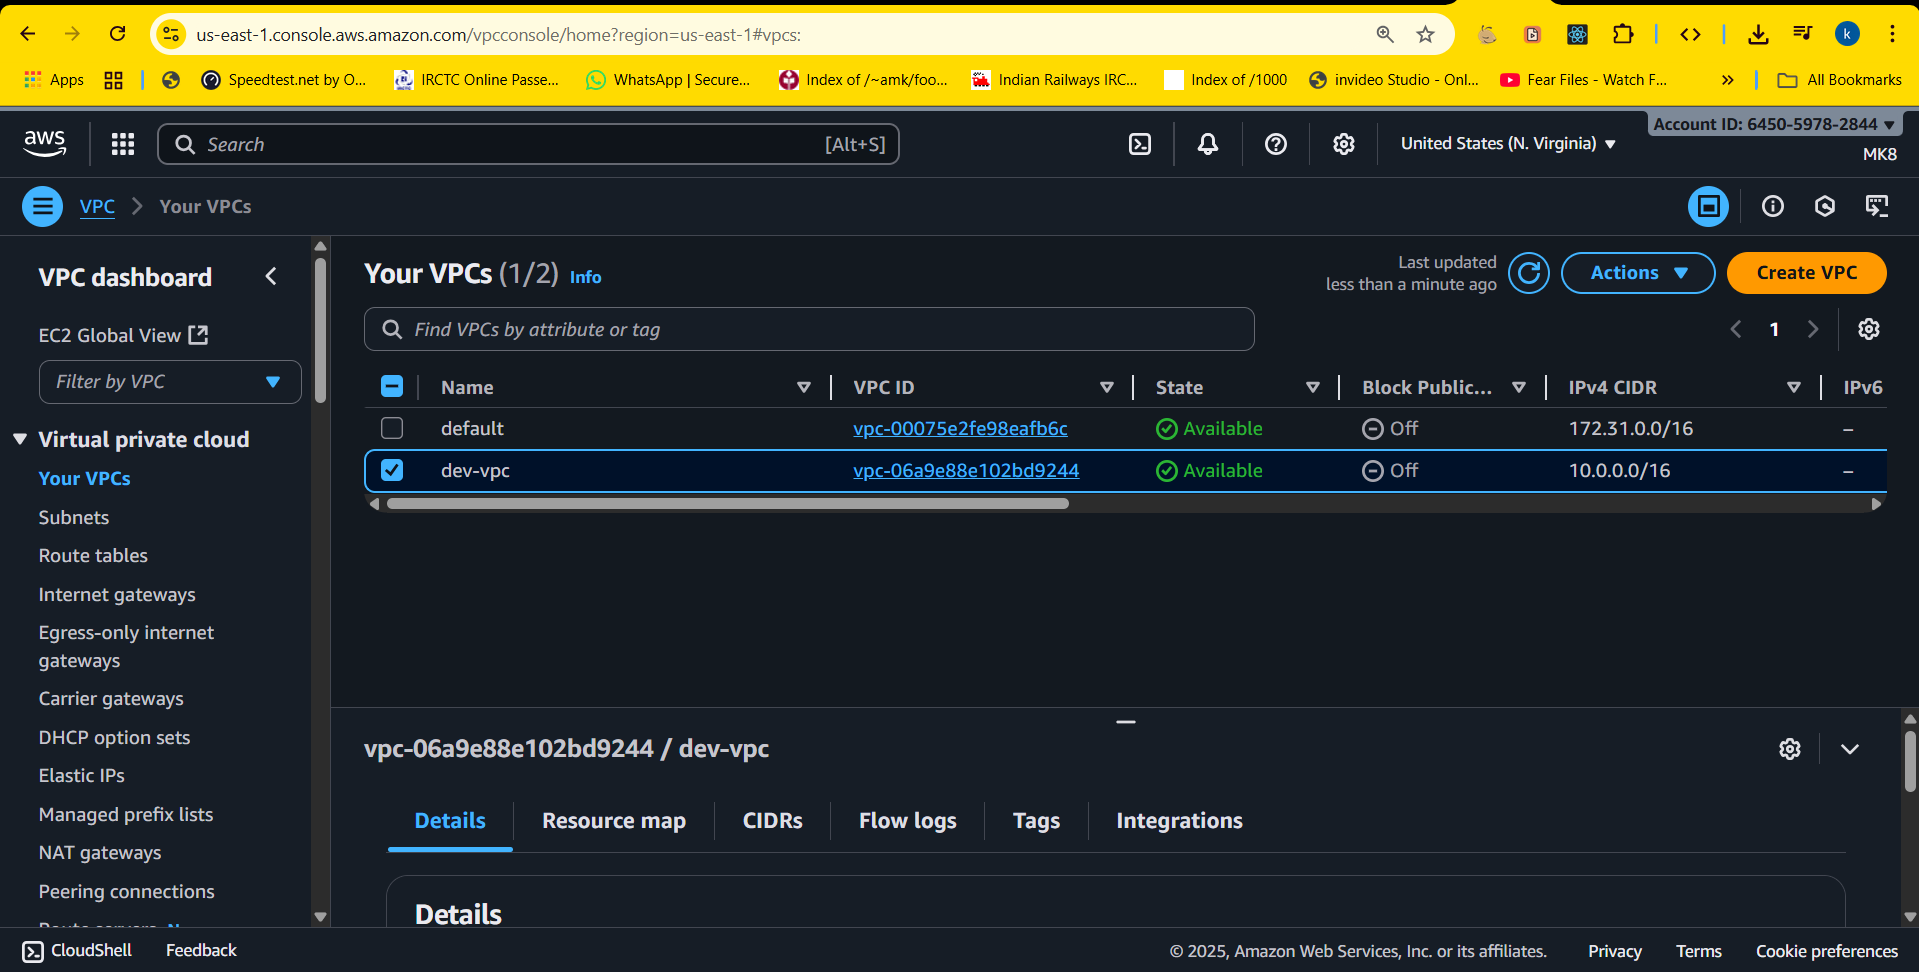 us-east-1.console.aws.amazon.com/vpcconsole/home?region=us-east-1#vpcs:
k
Apps
Speedtest.net by O...
IRCTC Online Passe...
WhatsApp | Secure...
Index of /~amk/foo...
Indian Railways IRC...
Index of /1000
invideo Studio - Onl...
Fear Files - Watch F...
All Bookmarks
aws
Search
[Alt+S]
United States (N. Virginia)
Account ID: 6450-5978-2844
MK8
VPC
Your VPCs
VPC dashboard
EC2 Global View
Filter by VPC
Virtual private cloud
Your VPCs
Subnets
Route tables
Internet gateways
Egress-only internet
gateways
Carrier gateways
DHCP option sets
Elastic IPs
Managed prefix lists
NAT gateways
Peering connections
Your VPCs (1/2) Info
Last updated
less than a minute ago
Actions
Create VPC
Find VPCs by attribute or tag
1
Name VPC ID State Block Public... IPv4 CIDR IPv6
default vpc-00075e2fe98eafb6c Available Off 172.31.0.0/16 –
dev-vpc vpc-06a9e88e102bd9244 Available Off 10.0.0.0/16 –
vpc-06a9e88e102bd9244 / dev-vpc
Details Resource map CIDRs Flow logs Tags Integrations
Details
CloudShell Feedback
© 2025, Amazon Web Services, Inc. or its affiliates. Privacy Terms Cookie preferences